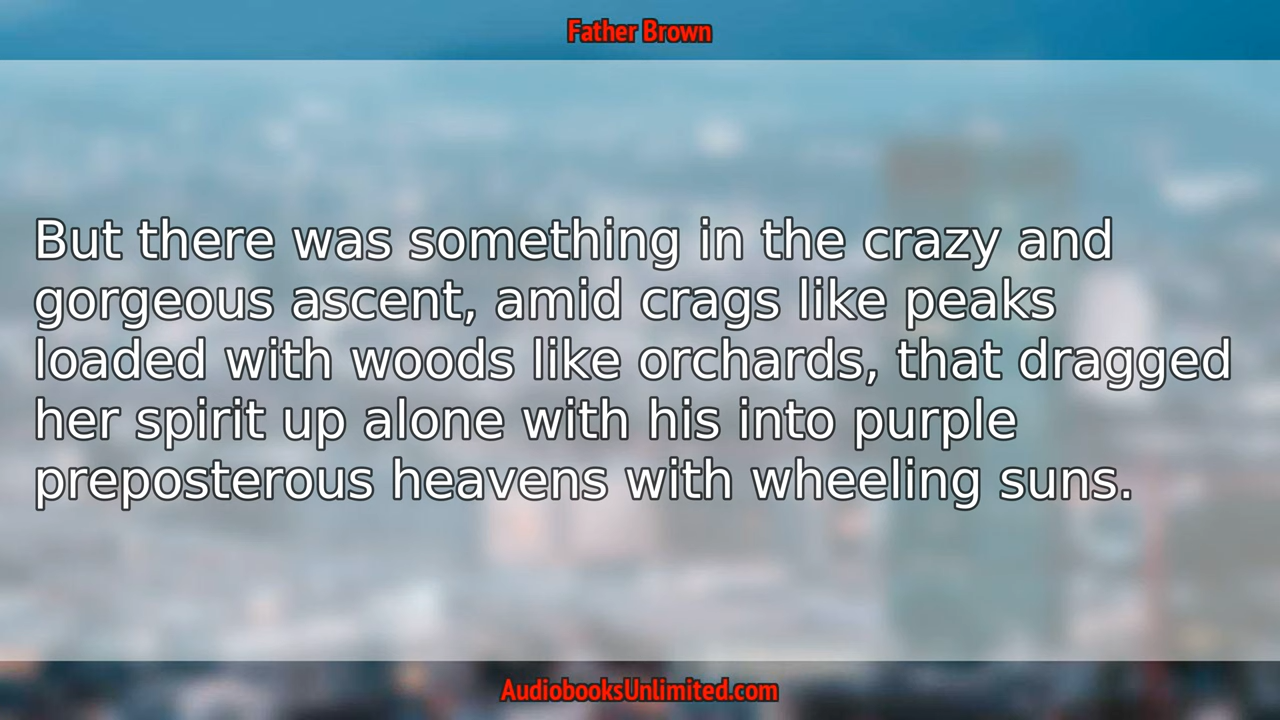 Father Brown
But there was something in the crazy and
gorgeous ascent, amid crags like peaks
loaded with woods like orchards, that dragged
her spirit up alone with his into purple
preposterous heavens with wheeling suns.
AudiobooksUnlimited.com